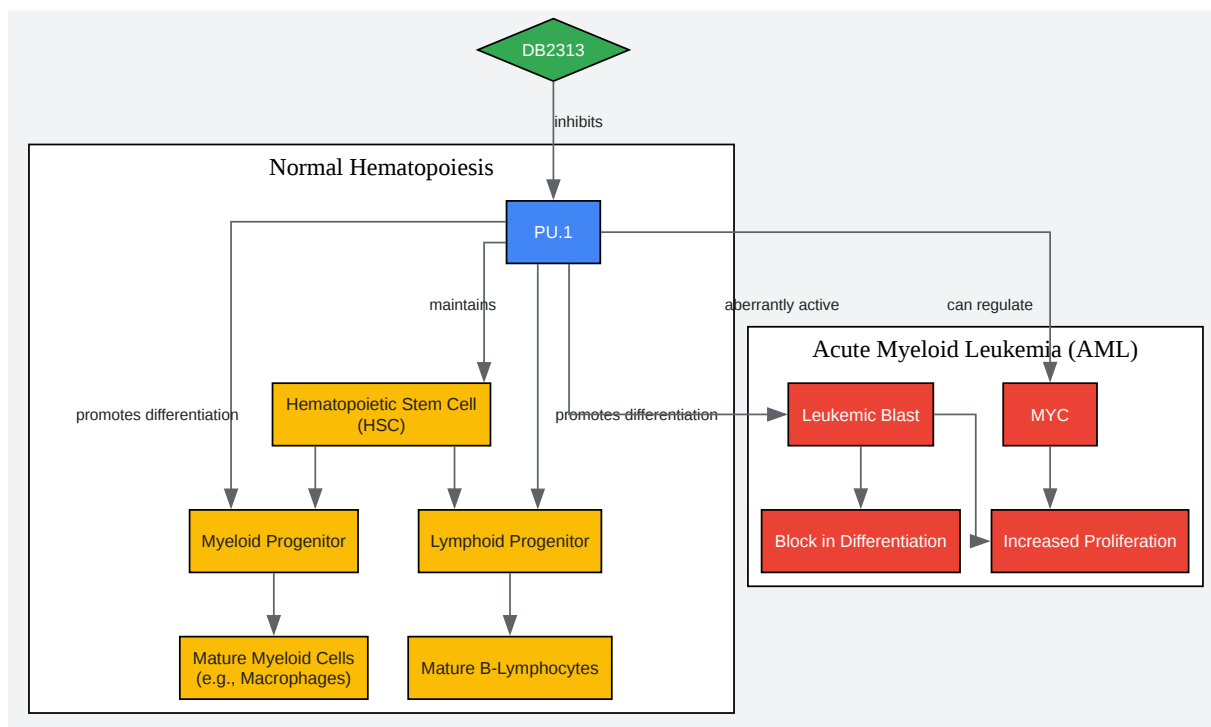 DB2313
inhibits
Normal Hematopoiesis
PU.1
maintains
aberrantly active
can regulate
Acute Myeloid Leukemia (AML)
Hematopoietic Stem Cell
(HSC)
promotes differentiation
promotes differentiation
Leukemic Blast
MYC
Myeloid Progenitor
Lymphoid Progenitor
Block in Differentiation
Increased Proliferation
Mature Myeloid Cells
(e.g., Macrophages)
Mature B-Lymphocytes